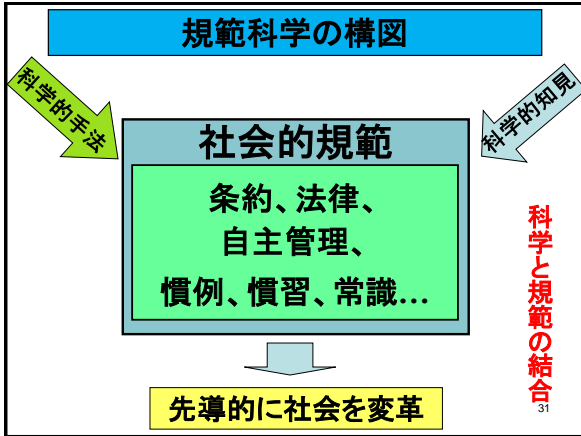 規範科学の構図
科学的手法
科学的知見
社会的規範
条約、法律、
自主管理、
慣例、慣習、常識…
科学と規範の結合
先導的に社会を変革
31